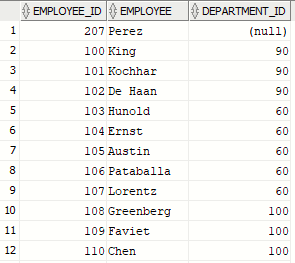 EMPLOYEE_ID EMPLOYEE DEPARTMENT_ID
1 207 Perez (null)
2 100 King 90
3 101 Kochhar 90
4 102 De Haan 90
5 103 Hunold 60
6 104 Ernst 60
7 105 Austin 60
8 106 Pataballa 60
9 107 Lorentz 60
10 108 Greenberg 100
11 109 Faviet 100
12 110 Chen 100